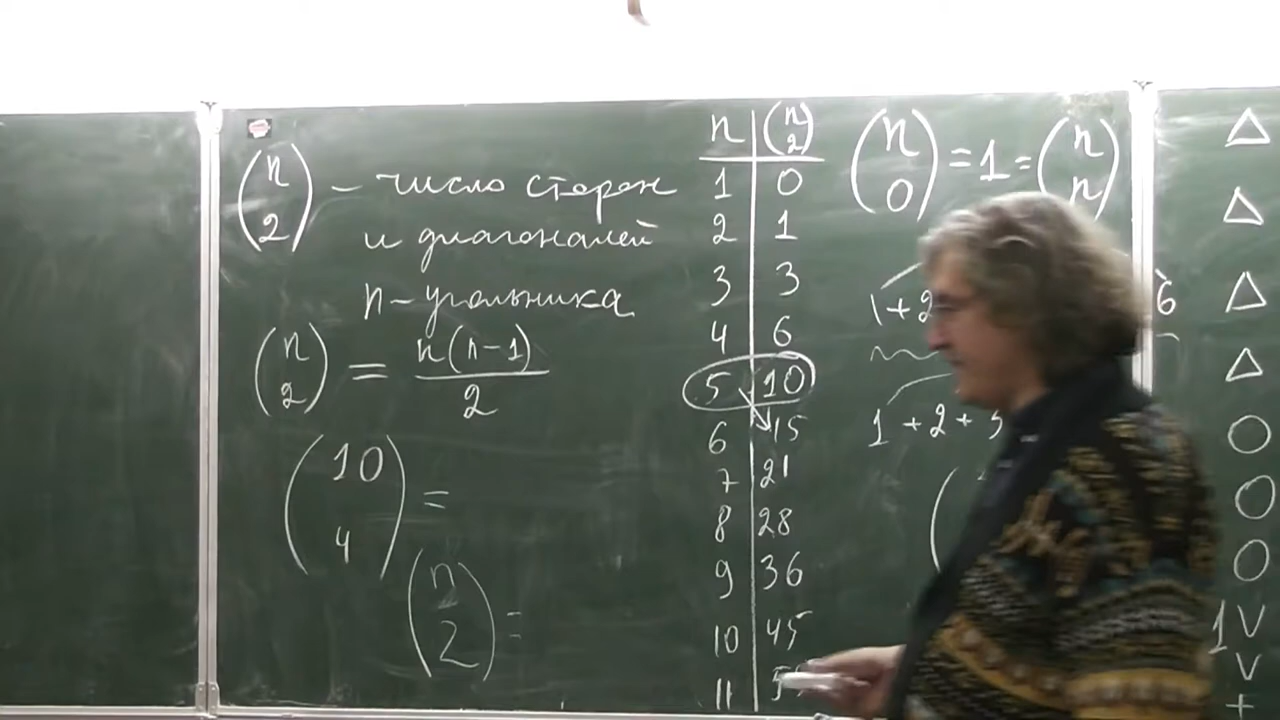 (n 2) – число сторон
и диагоналей
n-угольника
(n 2) = n(n-1)/2
(10 4) =
(n 2) =
n | (n 2)
1 | 0
2 | 1
3 | 3
4 | 6
5 | 10
6 | 15
7 | 21
8 | 28
9 | 36
10 | 45
11 | 5
(n 0) = 1 = (n n)
1+2
6
1+2+3
1 V
V
+